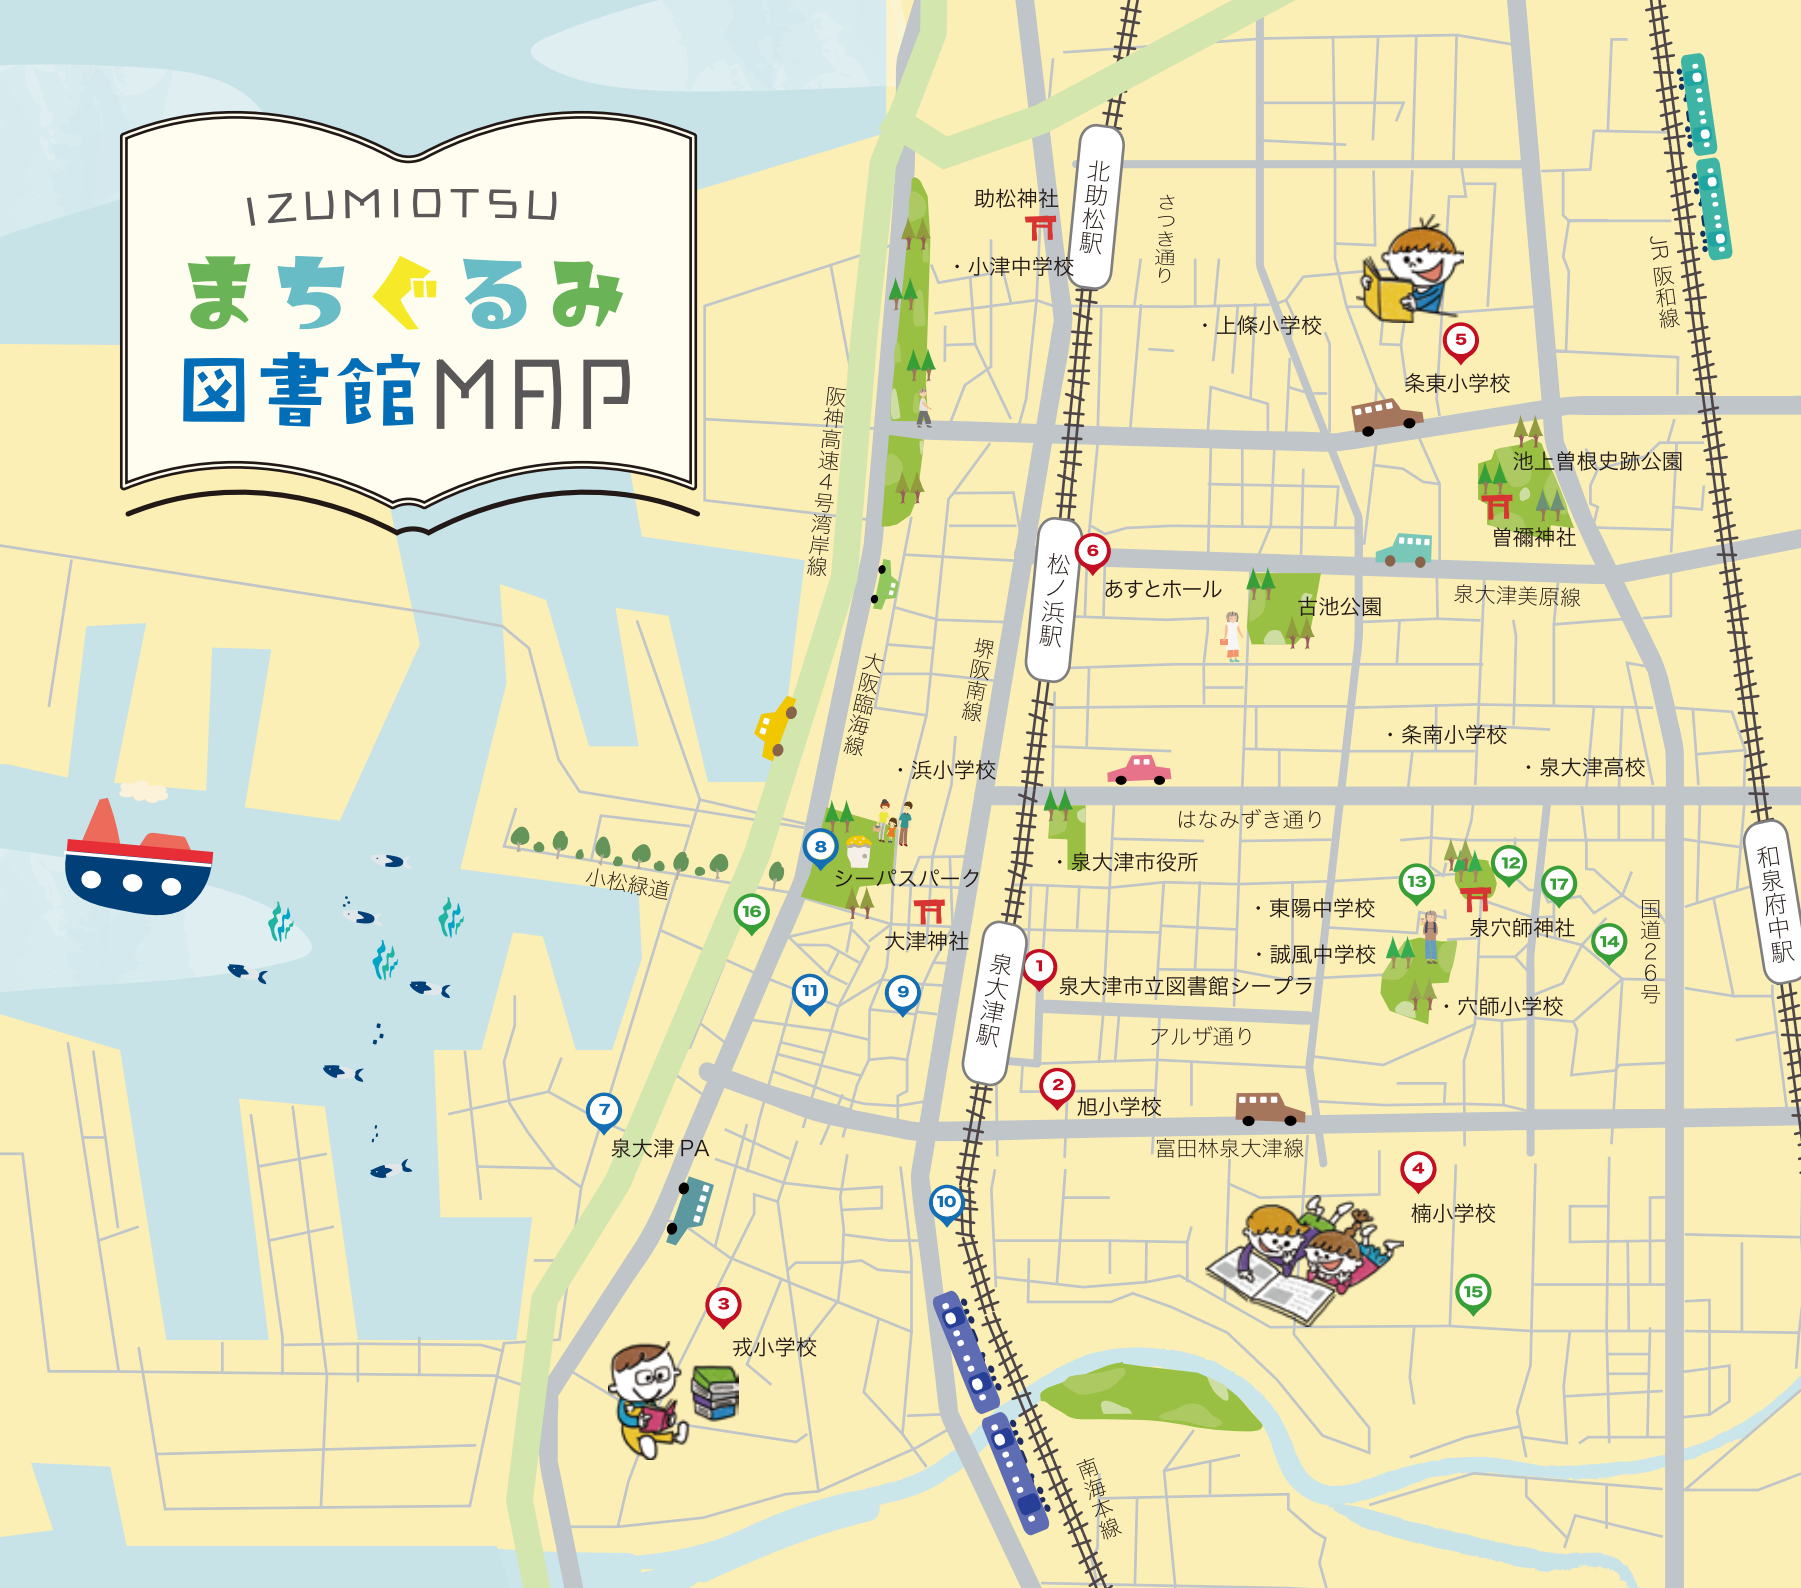 IZUMIOTSU
まちぐるみ
図書館MAP
北助松駅
助松神社
・小津中学校
さつき通り
・上條小学校
5
条東小学校
JR 阪和線
阪神高速4号湾岸線
池上曽根史跡公園
曽禰神社
松ノ浜駅
6
あすとホール
古池公園
泉大津美原線
大阪臨海線
堺阪南線
・条南小学校
・泉大津高校
・浜小学校
はなみずき通り
8
シーパスパーク
・泉大津市役所
小松緑道
16
大津神社
和泉府中駅
12
13
17
・東陽中学校
泉穴師神社
14
国道26号
・誠風中学校
・穴師小学校
泉大津駅
1
泉大津市立図書館シープラ
11
9
アルザ通り
2
旭小学校
7
泉大津 PA
富田林泉大津線
4
楠小学校
10
15
3
戎小学校
南海本線